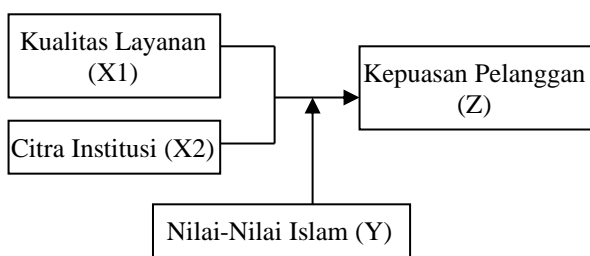 Kualitas Layanan
(X1)
Kepuasan Pelanggan
(Z)
Citra Institusi (X2)
Nilai-Nilai Islam (Y)